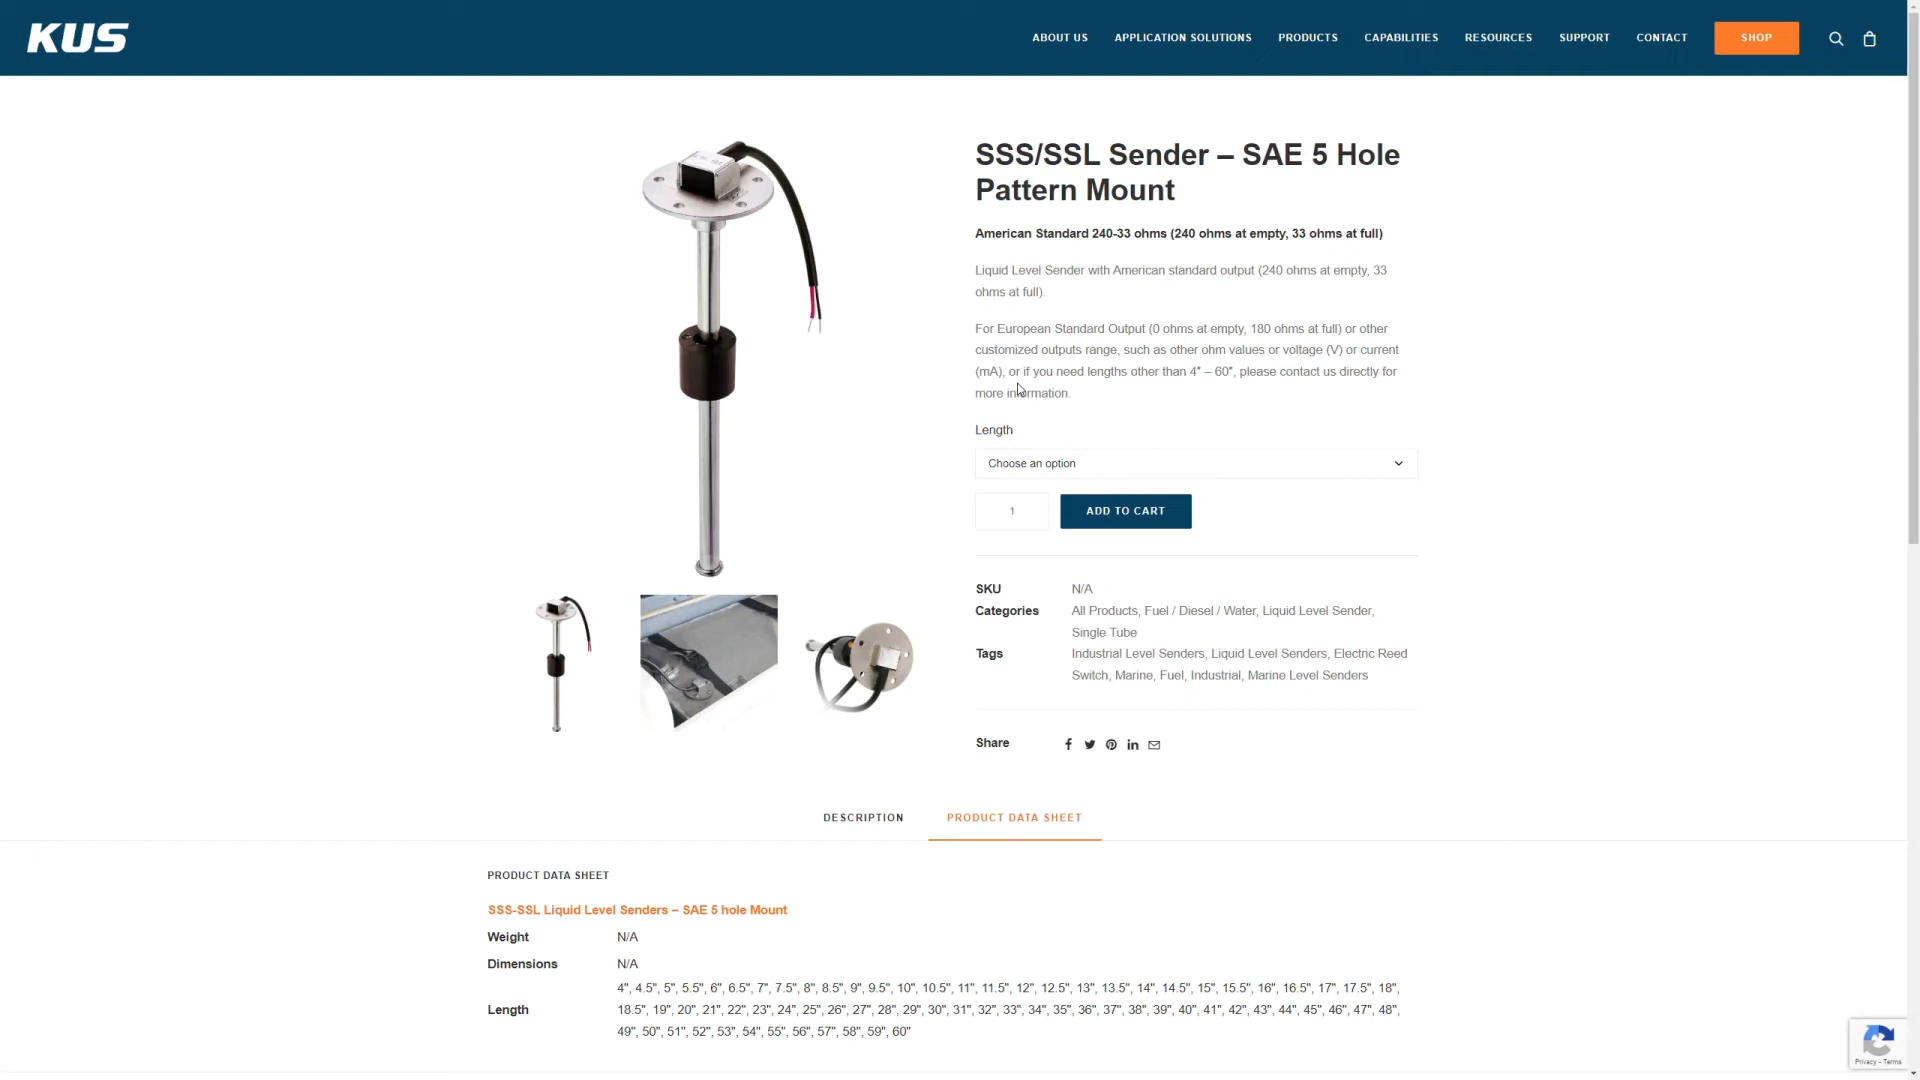 KUS
ABOUT US
APPLICATION SOLUTIONS
PRODUCTS
CAPABILITIES
RESOURCES
SUPPORT
CONTACT
SHOP
SSS/SSL Sender – SAE 5 Hole
Pattern Mount
American Standard 240-33 ohms (240 ohms at empty, 33 ohms at full)
Liquid Level Sender with American standard output (240 ohms at empty, 33
ohms at full).
For European Standard Output (0 ohms at empty, 180 ohms at full) or other
customized outputs range, such as other ohm values or voltage (V) or current
(mA), or if you need lengths other than 4″ – 60″, please contact us directly for
more information.
Length
Choose an option
1
ADD TO CART
SKU N/A
Categories All Products, Fuel / Diesel / Water, Liquid Level Sender,
Single Tube
Tags Industrial Level Senders, Liquid Level Senders, Electric Reed
Switch, Marine, Fuel, Industrial, Marine Level Senders
Share
DESCRIPTION
PRODUCT DATA SHEET
PRODUCT DATA SHEET
SSS-SSL Liquid Level Senders – SAE 5 hole Mount
Weight N/A
Dimensions N/A
Length
4", 4.5", 5", 5.5", 6", 6.5", 7", 7.5", 8", 8.5", 9", 9.5", 10", 10.5", 11", 11.5", 12", 12.5", 13", 13.5", 14", 14.5", 15", 15.5", 16", 16.5", 17", 17.5", 18",
18.5", 19", 20", 21", 22", 23", 24", 25", 26", 27", 28", 29", 30", 31", 32", 33", 34", 35", 36", 37", 38", 39", 40", 41", 42", 43", 44", 45", 46", 47", 48",
49", 50", 51", 52", 53", 54", 55", 56", 57", 58", 59", 60"
Privacy - Terms